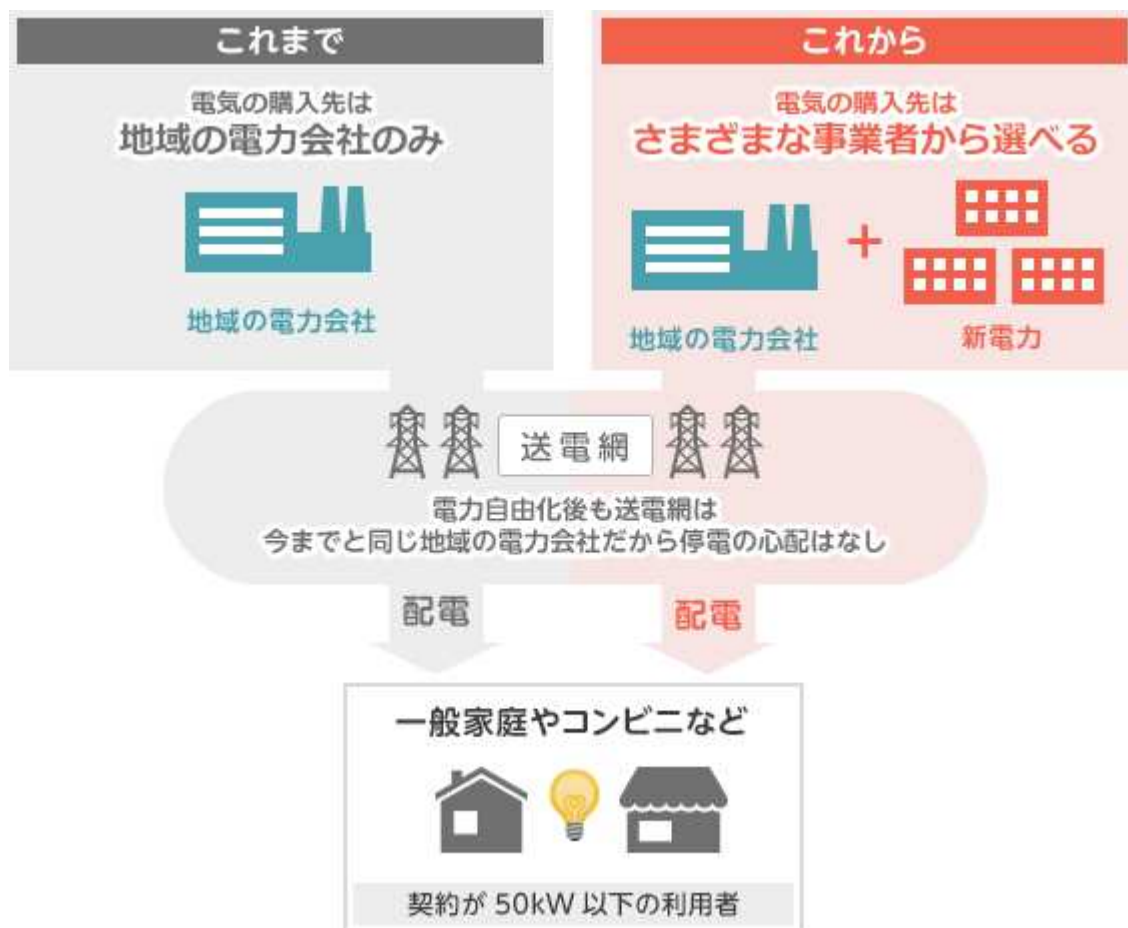 これまで
電気の購入先は
地域の電力会社のみ
地域の電力会社
これから
電気の購入先は
さまざまな事業者から選べる
+
地域の電力会社
新電力
送電網
電力自由化後も送電網は
今までと同じ地域の電力会社だから停電の心配はなし
配電
配電
一般家庭やコンビニなど
契約が 50kW 以下の利用者